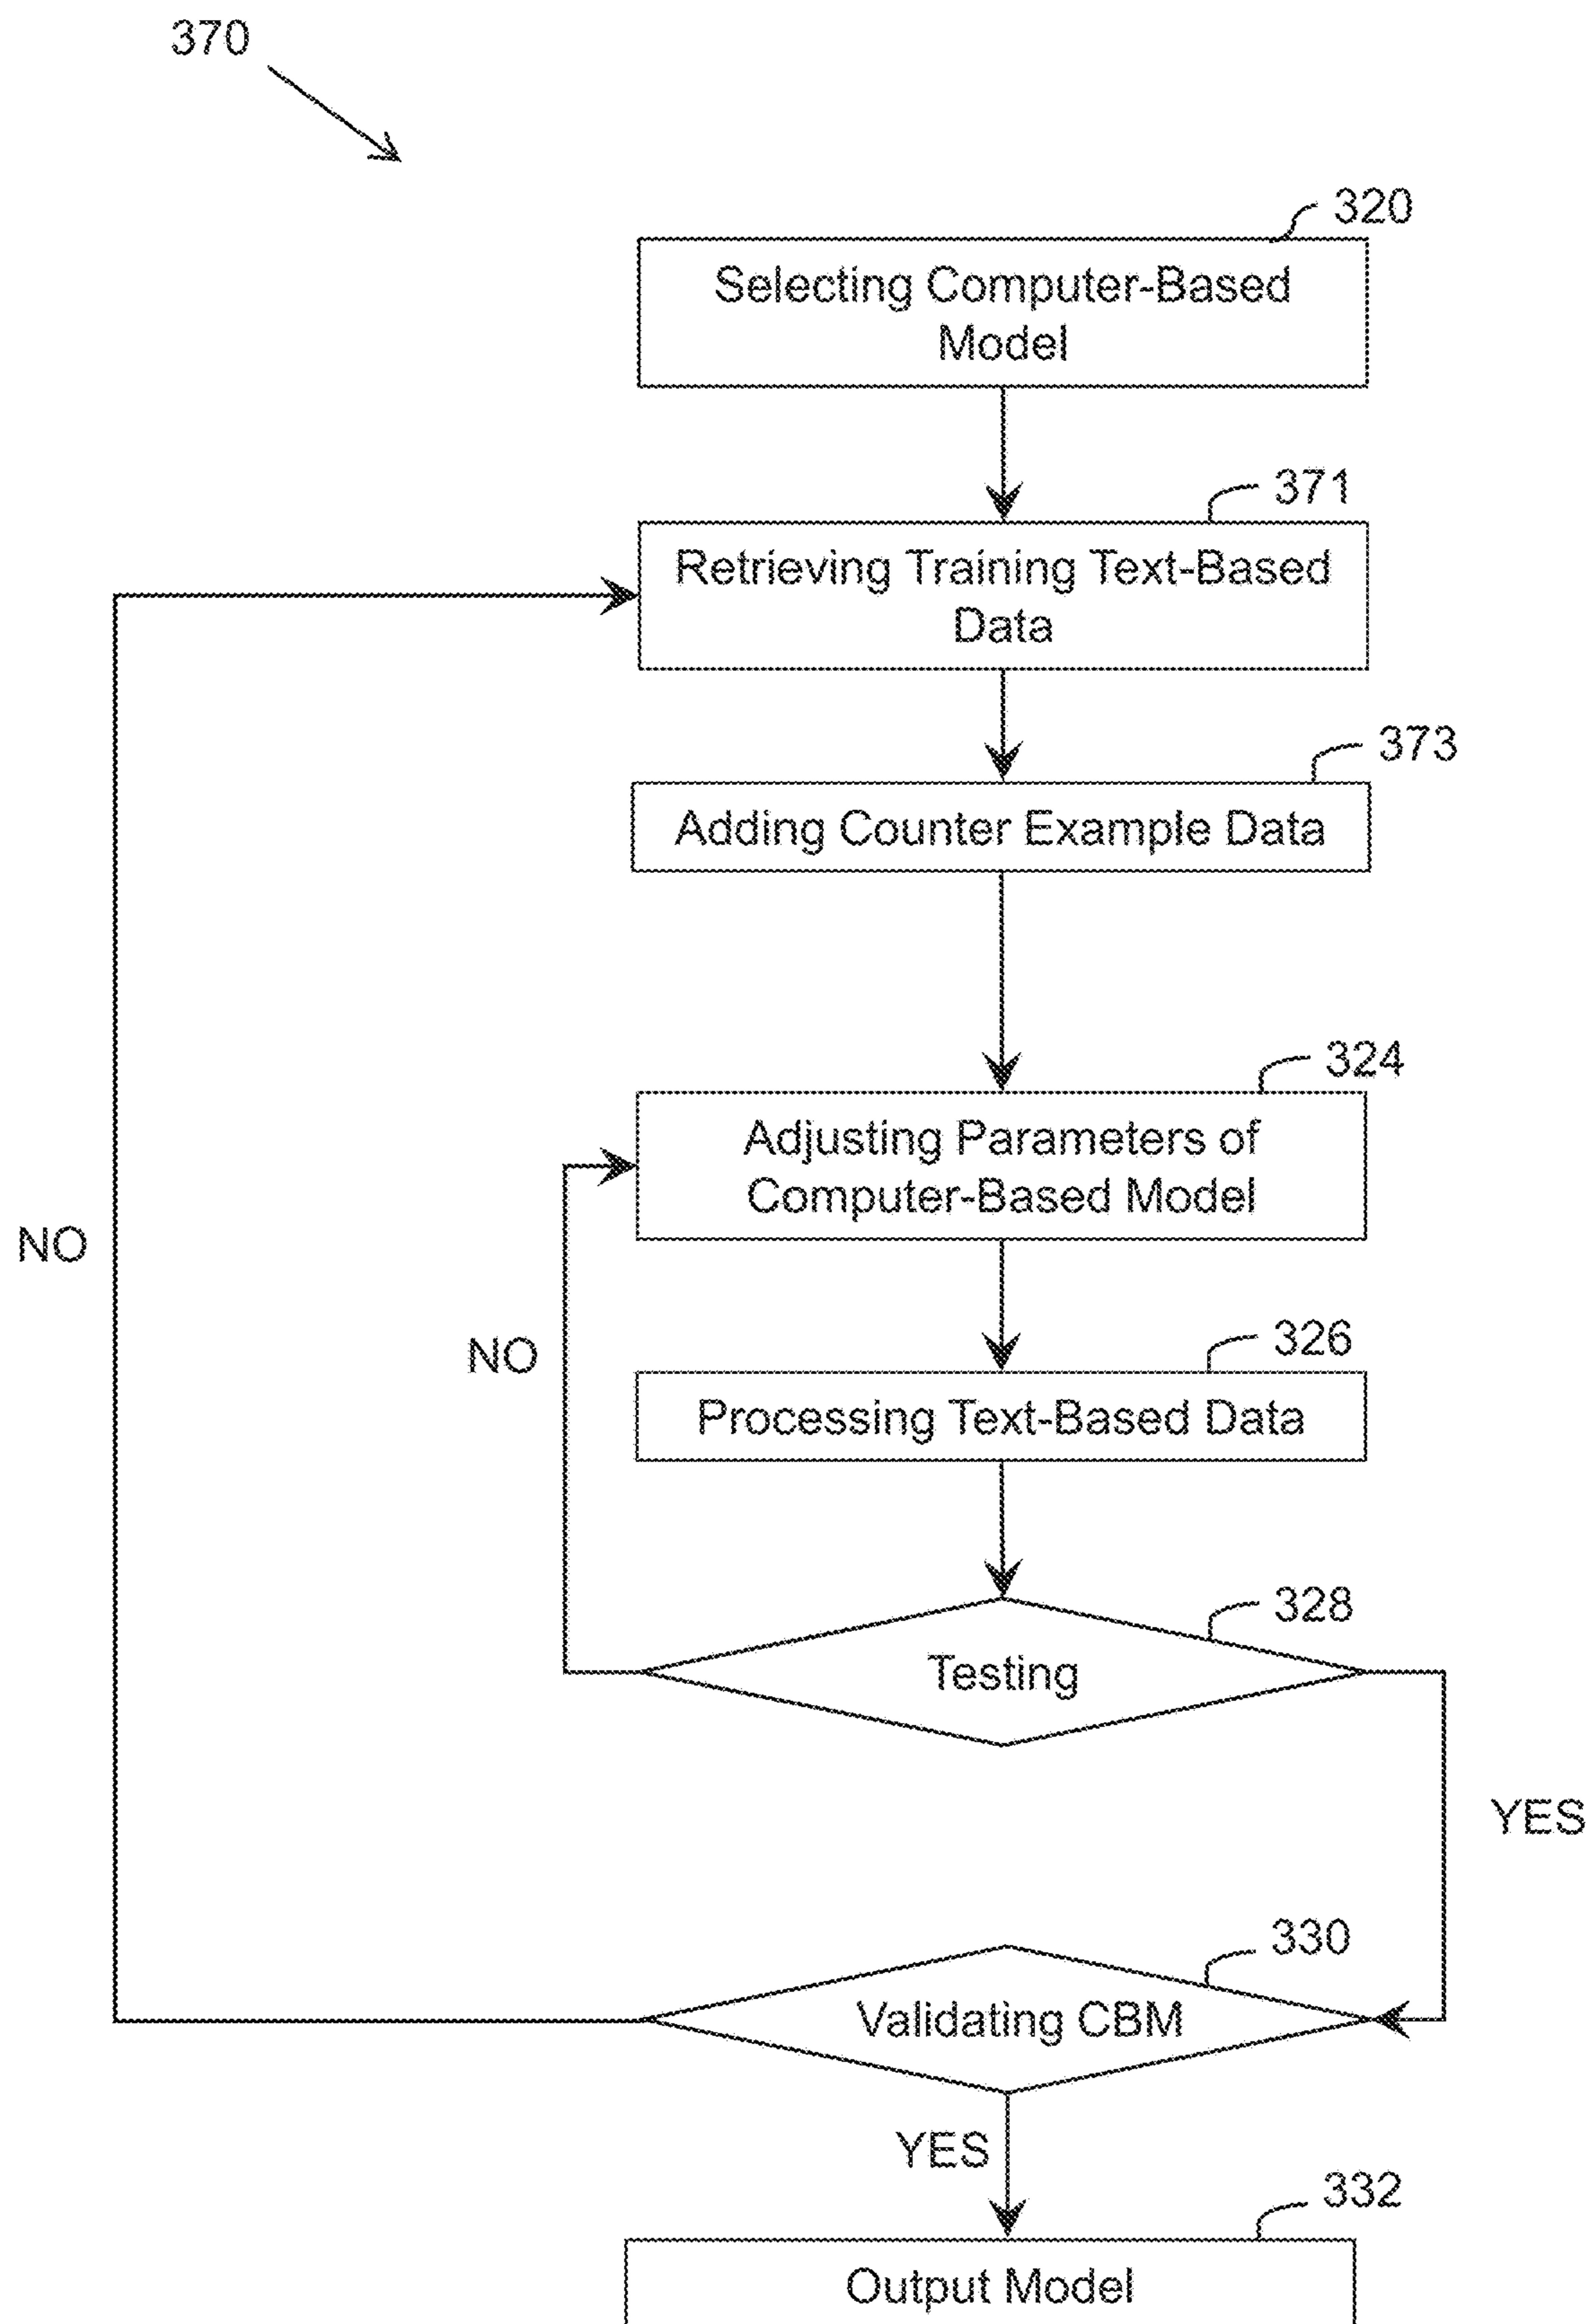 370
320
Selecting Computer-Based
Model
371
Retrieving Training Text-Based
Data
373
Adding Counter Example Data
324
Adjusting Parameters of
Computer-Based Model
NO
NO
326
Processing Text-Based Data
328
Testing
YES
330
Validating CBM
YES
332
Output Model